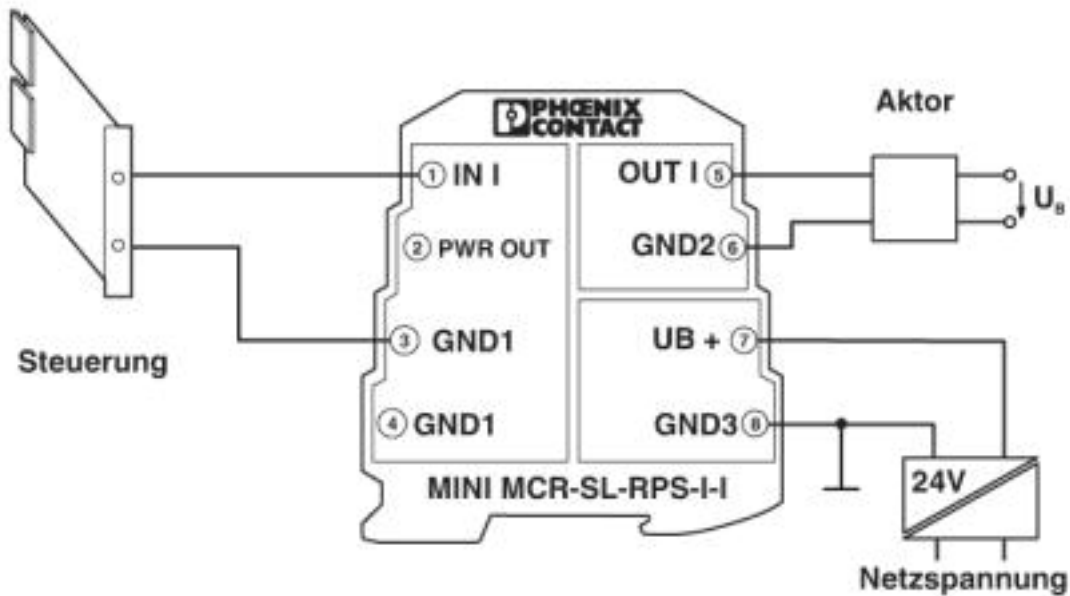 PHŒNIX
CONTACT
Aktor
1 IN I
OUT I 5
U_B
2 PWR OUT
GND2 6
3 GND1
UB + 7
Steuerung
4 GND1
GND3 8
24V
MINI MCR-SL-RPS-I-I
Netzspannung